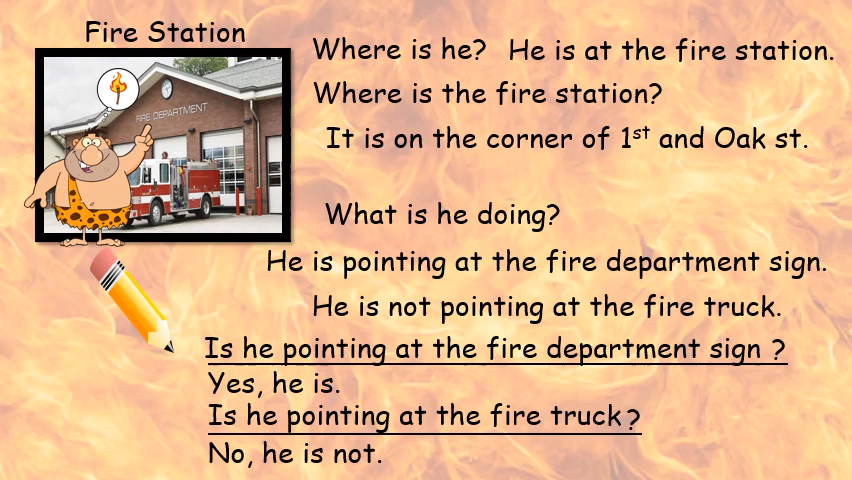 Fire Station
FIRE DEPARTMENT
Where is he? He is at the fire station.
Where is the fire station?
It is on the corner of 1st and Oak st.
What is he doing?
He is pointing at the fire department sign.
He is not pointing at the fire truck.
Is he pointing at the fire department sign ?
Yes, he is.
Is he pointing at the fire truck?
No, he is not.